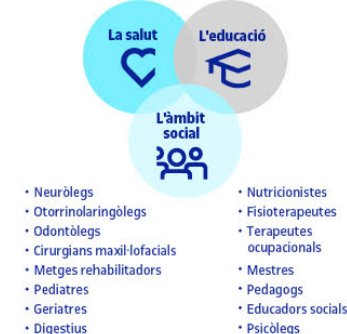 La salut
L'educació
L'àmbit
social
• Neuròlegs
• Otorrinolaringòlegs
• Odontòlegs
• Cirurgians maxil·lofacials
• Metges rehabilitadors
• Pediatres
• Geriatres
• Digestius
• Nutricionistes
• Fisioterapeutes
• Terapeutes
ocupacionals
• Mestres
• Pedagogs
• Educadors socials
• Psicòlegs